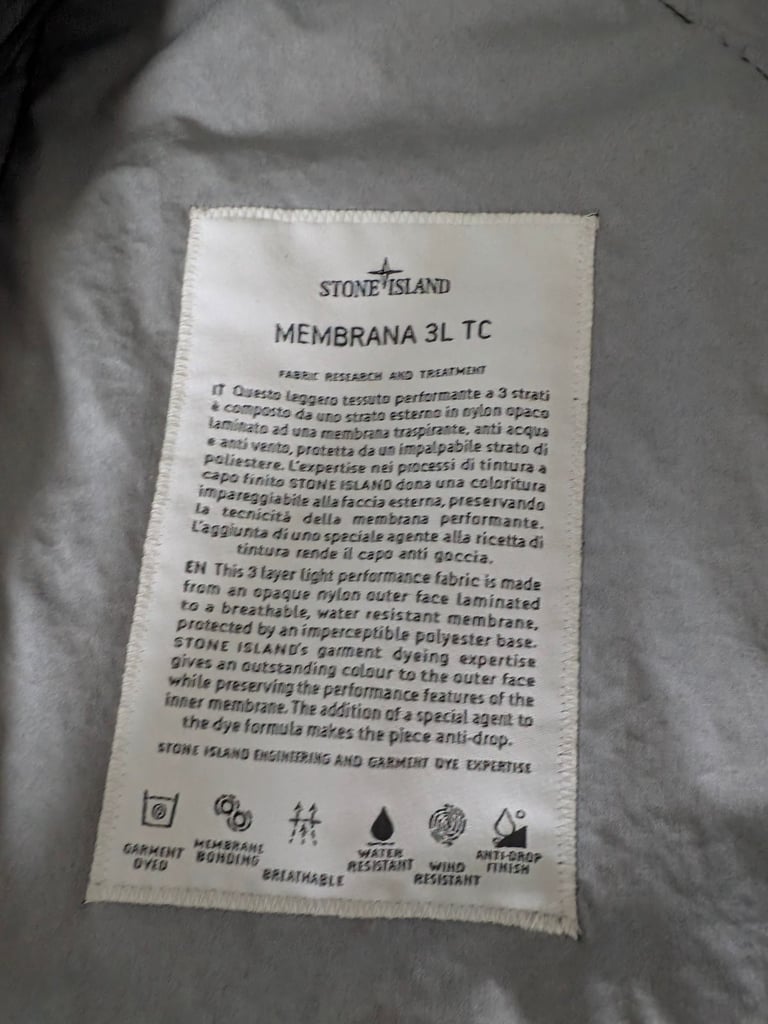 STONE ISLAND
MEMBRANA 3L TC
FABRIC RESEARCH AND TREATMENT
IT Questo leggero tessuto performante a 3 strati
è composto da uno strato esterno in nylon opaco
laminato ad una membrana traspirante, anti acqua
e anti vento, protetta da un impalpabile strato di
poliestere. L'expertise nei processi di tintura a
capo finito STONE ISLAND dona una coloritura
impareggiabile alla faccia esterna, preservando
la tecnicità della membrana performante.
L'aggiunta di uno speciale agente alla ricetta di
tintura rende il capo anti goccia.
EN This 3 layer light performance fabric is made
from an opaque nylon outer face laminated
to a breathable, water resistant membrane,
protected by an imperceptible polyester base.
STONE ISLAND's garment dyeing expertise
gives an outstanding colour to the outer face
while preserving the performance features of the
inner membrane. The addition of a special agent to
the dye formula makes the piece anti-drop.
STONE ISLAND ENGINEERING AND GARMENT DYE EXPERTISE
GARMENT
DYED
MEMBRANE
BONDING
BREATHABLE
WATER
RESISTANT
WIND
RESISTANT
ANTI-DROP
FINISH